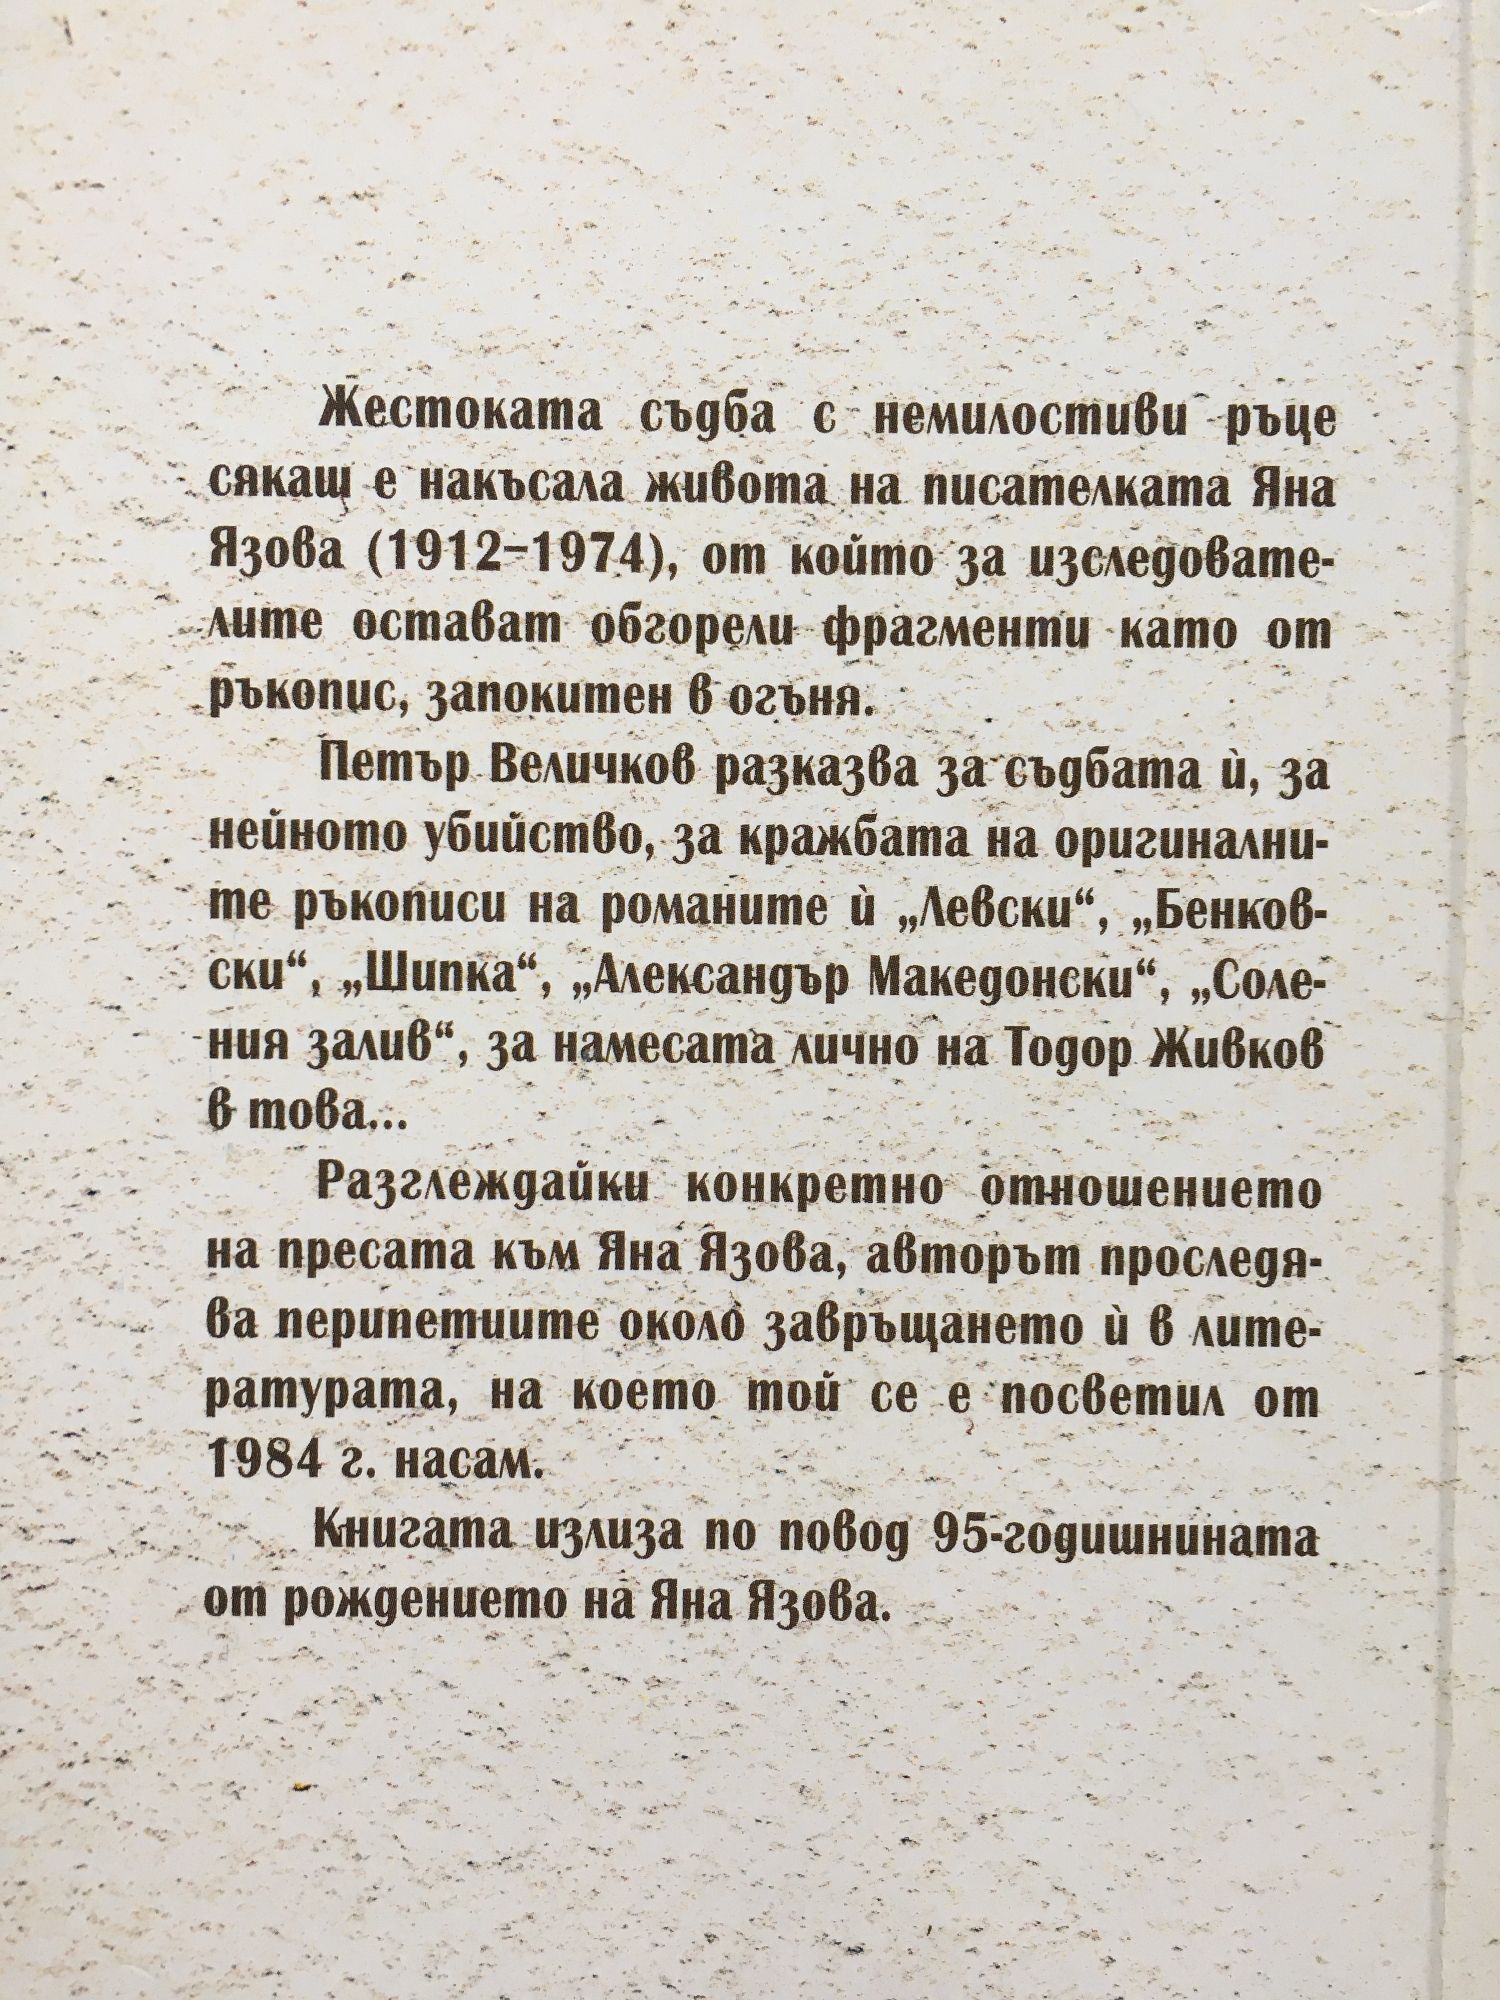 Жестоката съдба с немилостиви ръце
сякащ е накъсала живота на писателката Яна
Язова (1912–1974), от който за изследовате-
лите остават обгорели фрагменти като от
ръкопис, запокитен в огъня.
Петър Величков разказва за съдбата ѝ, за
нейното убийство, за кражбата на оригинални-
те ръкописи на романите ѝ „Левски“, „Бенков-
ски“, „Шипка“, „Александър Македонски“, „Соле-
ния залив“, за намесата лично на Тодор Живков
в това...
Разглеждайки конкретно отношението
на пресата към Яна Язова, авторът проследя-
ва перипетиите около завръщането ѝ в лите-
ратурата, на което той се е посветил от
1984 г. насам.
Книгата излиза по повод 95-годишнината
от рождението на Яна Язова.